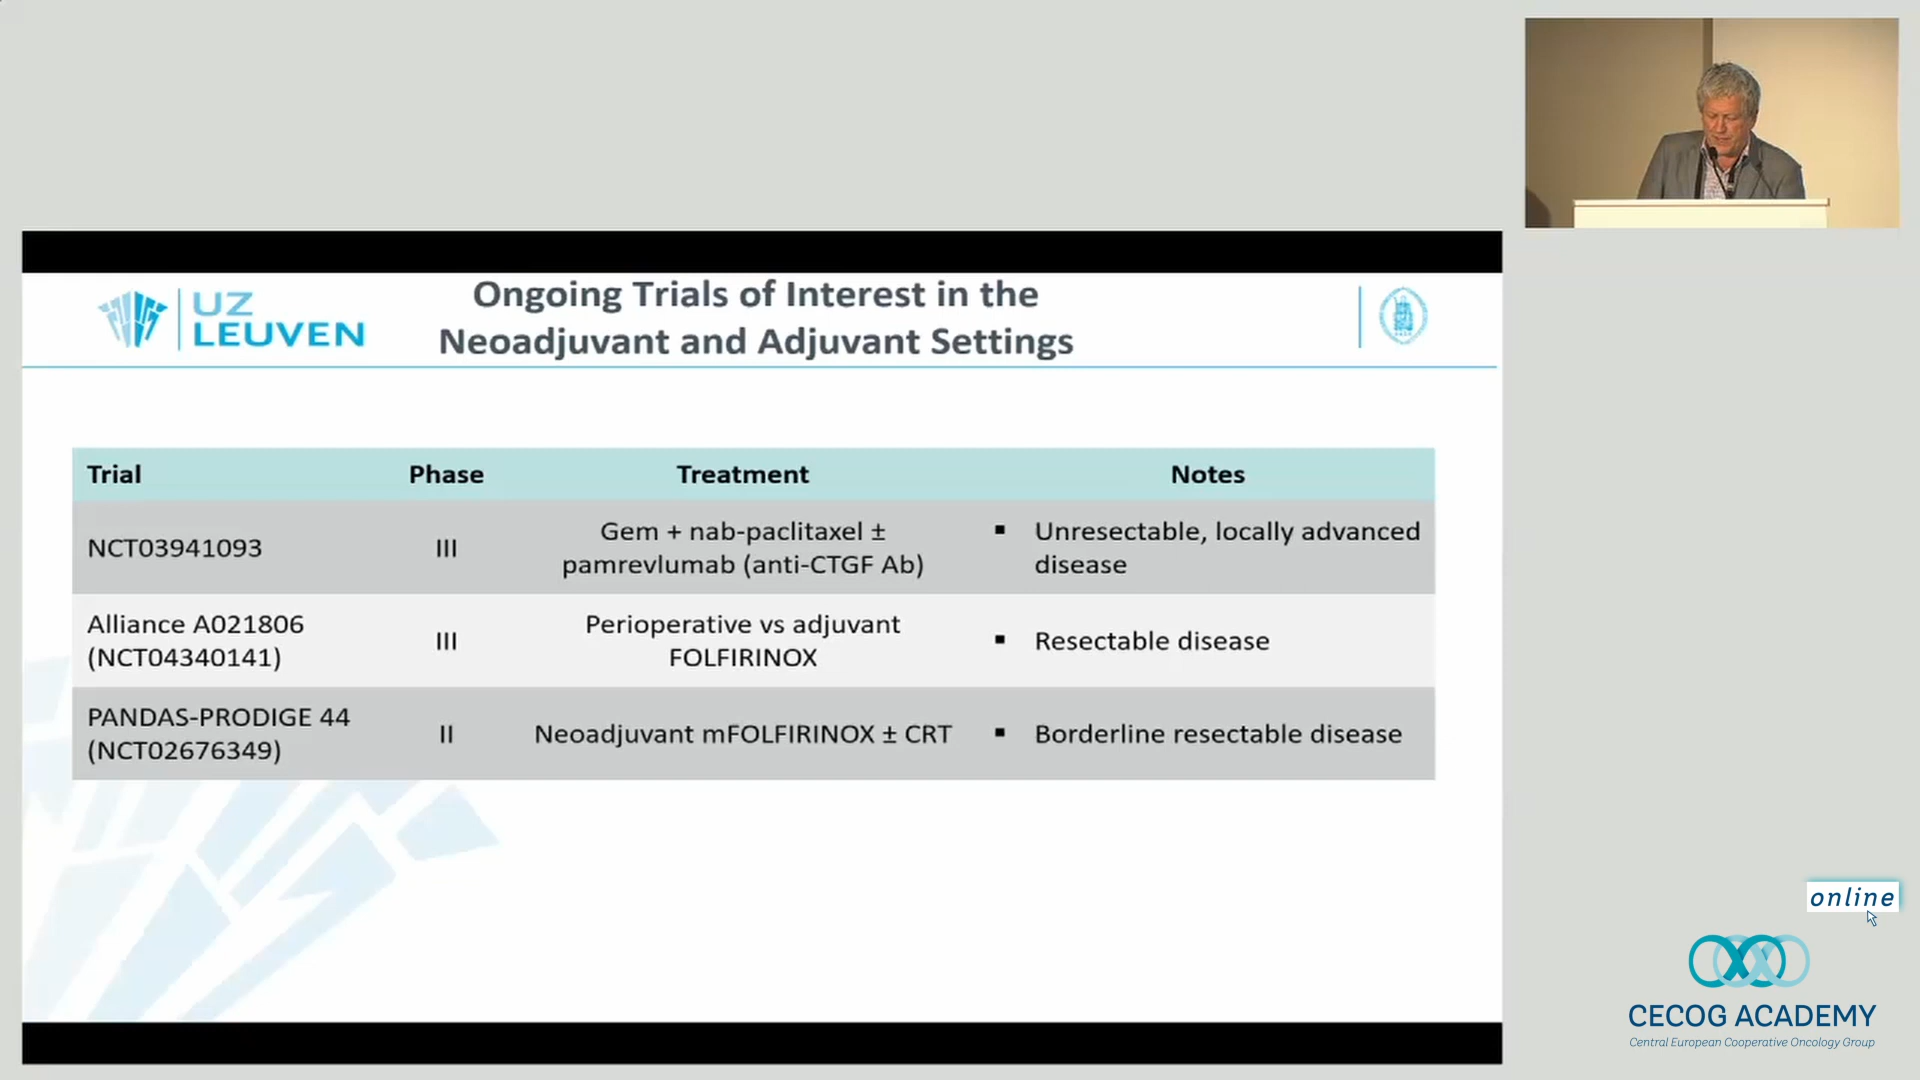 UZ
LEUVEN
Ongoing Trials of Interest in the
Neoadjuvant and Adjuvant Settings
Trial Phase Treatment Notes
NCT03941093 III Gem + nab-paclitaxel ±
pamrevlumab (anti-CTGF Ab)
▪ Unresectable, locally advanced
disease
Alliance A021806
(NCT04340141)
III
Perioperative vs adjuvant
FOLFIRINOX
▪ Resectable disease
PANDAS-PRODIGE 44
(NCT02676349)
II
Neoadjuvant mFOLFIRINOX ± CRT
▪ Borderline resectable disease
online
CECOG ACADEMY
Central European Cooperative Oncology Group